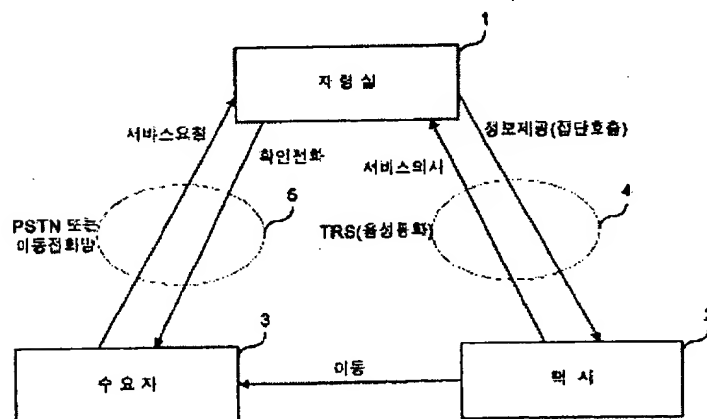 1
지령실
서비스요청
확인전화
정보제공(집단호출)
서비스의사
5
4
PSTN 또는
이동전화망
TRS(음성통화)
3
2
수요자
이동
택시